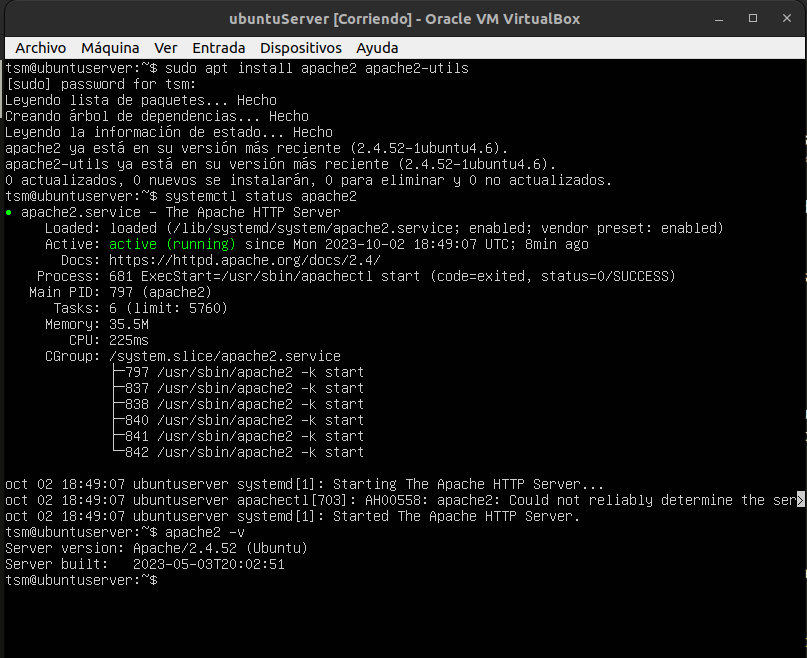 ubuntuServer [Corriendo] - Oracle VM VirtualBox
Archivo Máquina Ver Entrada Dispositivos Ayuda
tsm@ubuntuserver:~$ sudo apt install apache2 apache2-utils
[sudo] password for tsm:
Leyendo lista de paquetes... Hecho
Creando árbol de dependencias... Hecho
Leyendo la información de estado... Hecho
apache2 ya está en su versión más reciente (2.4.52-1ubuntu4.6).
apache2-utils ya está en su versión más reciente (2.4.52-1ubuntu4.6).
0 actualizados, 0 nuevos se instalarán, 0 para eliminar y 0 no actualizados.
tsm@ubuntuserver:~$ systemctl status apache2
● apache2.service - The Apache HTTP Server
     Loaded: loaded (/lib/systemd/system/apache2.service; enabled; vendor preset: enabled)
     Active: active (running) since Mon 2023-10-02 18:49:07 UTC; 8min ago
       Docs: https://httpd.apache.org/docs/2.4/
    Process: 681 ExecStart=/usr/sbin/apachectl start (code=exited, status=0/SUCCESS)
   Main PID: 797 (apache2)
      Tasks: 6 (limit: 5760)
     Memory: 35.5M
        CPU: 225ms
     CGroup: /system.slice/apache2.service
             ├─797 /usr/sbin/apache2 -k start
             ├─837 /usr/sbin/apache2 -k start
             ├─838 /usr/sbin/apache2 -k start
             ├─840 /usr/sbin/apache2 -k start
             ├─841 /usr/sbin/apache2 -k start
             └─842 /usr/sbin/apache2 -k start
oct 02 18:49:07 ubuntuserver systemd[1]: Starting The Apache HTTP Server...
oct 02 18:49:07 ubuntuserver apachectl[703]: AH00558: apache2: Could not reliably determine the ser>
oct 02 18:49:07 ubuntuserver systemd[1]: Started The Apache HTTP Server.
tsm@ubuntuserver:~$ apache2 -v
Server version: Apache/2.4.52 (Ubuntu)
Server built:   2023-05-03T20:02:51
tsm@ubuntuserver:~$